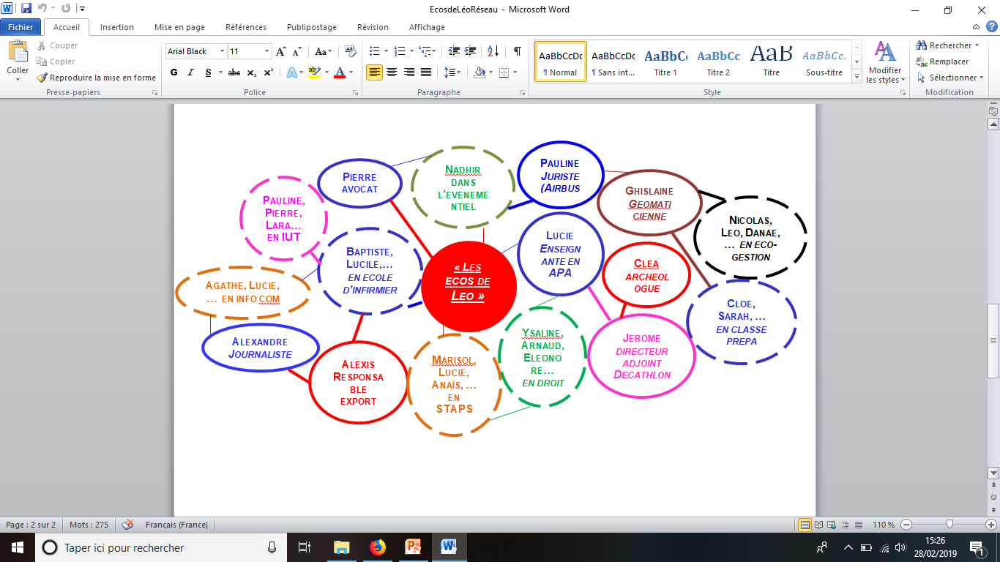 EcosdeLéoRéseau - Microsoft Word
Fichier Accueil Insertion Mise en page Références Publipostage Révision Affichage
Coller
Couper
Copier
Reproduire la mise en forme
Presse-papiers
Arial Black 11
G I S abc x₂ x²
Police
Paragraphe
AaBbCcDc AaBbCcDc AaBbCc AaBbCc AaB AaBbCc.
¶ Normal ¶ Sans int... Titre 1 Titre 2 Titre Sous-titre
Style
Modifier
les styles
Rechercher
Remplacer
Sélectionner
Modification
PIERRE
AVOCAT
NADHIR
DANS
L'EVENEME
NTIEL
PAULINE
JURISTE
(AIRBUS
GHISLAINE
GEOMATI
CIENNE
NICOLAS,
LEO, DANAE,
... EN ECO-
GESTION
PAULINE,
PIERRE,
LARA...
EN IUT
BAPTISTE,
LUCILE,...
EN ECOLE
D'INFIRMIER
« LES
ECOS DE
LEO »
LUCIE
ENSEIGN
ANTE EN
APA
CLEA
ARCHEOL
OGUE
AGATHE, LUCIE,
... EN INFO COM
CLOE,
SARAH, ...
EN CLASSE
PREPA
ALEXANDRE
JOURNALISTE
ALEXIS
RESPONSA
BLE
EXPORT
MARISOL,
LUCIE,
ANAÏS, ...
EN
STAPS
YSALINE,
ARNAUD,
ELEONO
RE...
EN DROIT
JEROME
DIRECTEUR
ADJOINT
DECATHLON
Page : 2 sur 2 Mots : 275 Français (France) 110 %
Taper ici pour rechercher
15:26
28/02/2019
1